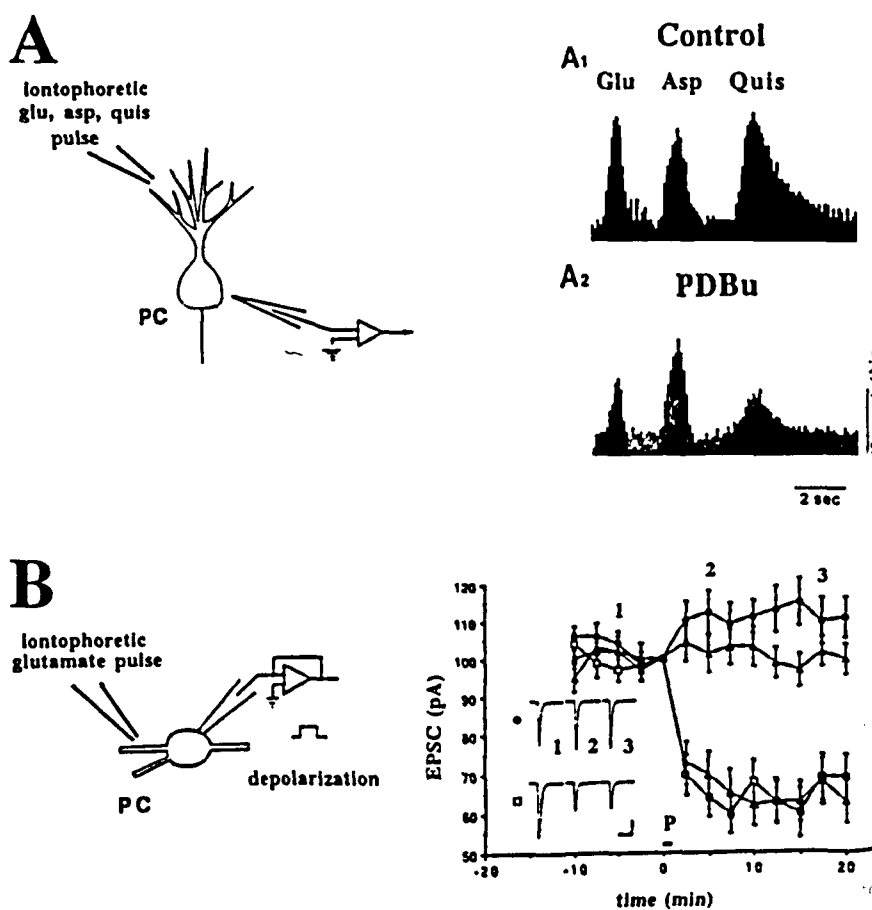 A
Iontophoretic
glu, asp, quis
pulse
PC
Control
A1
Glu Asp Quis
A2
PDBu
2 sec
B
Iontophoretic
glutamate pulse
PC
depolarization
EPSC (pA)
120
110
100
90
80
70
60
50
1
2
3
1 2 3
P
-20 -10 0 10 20
time (min)